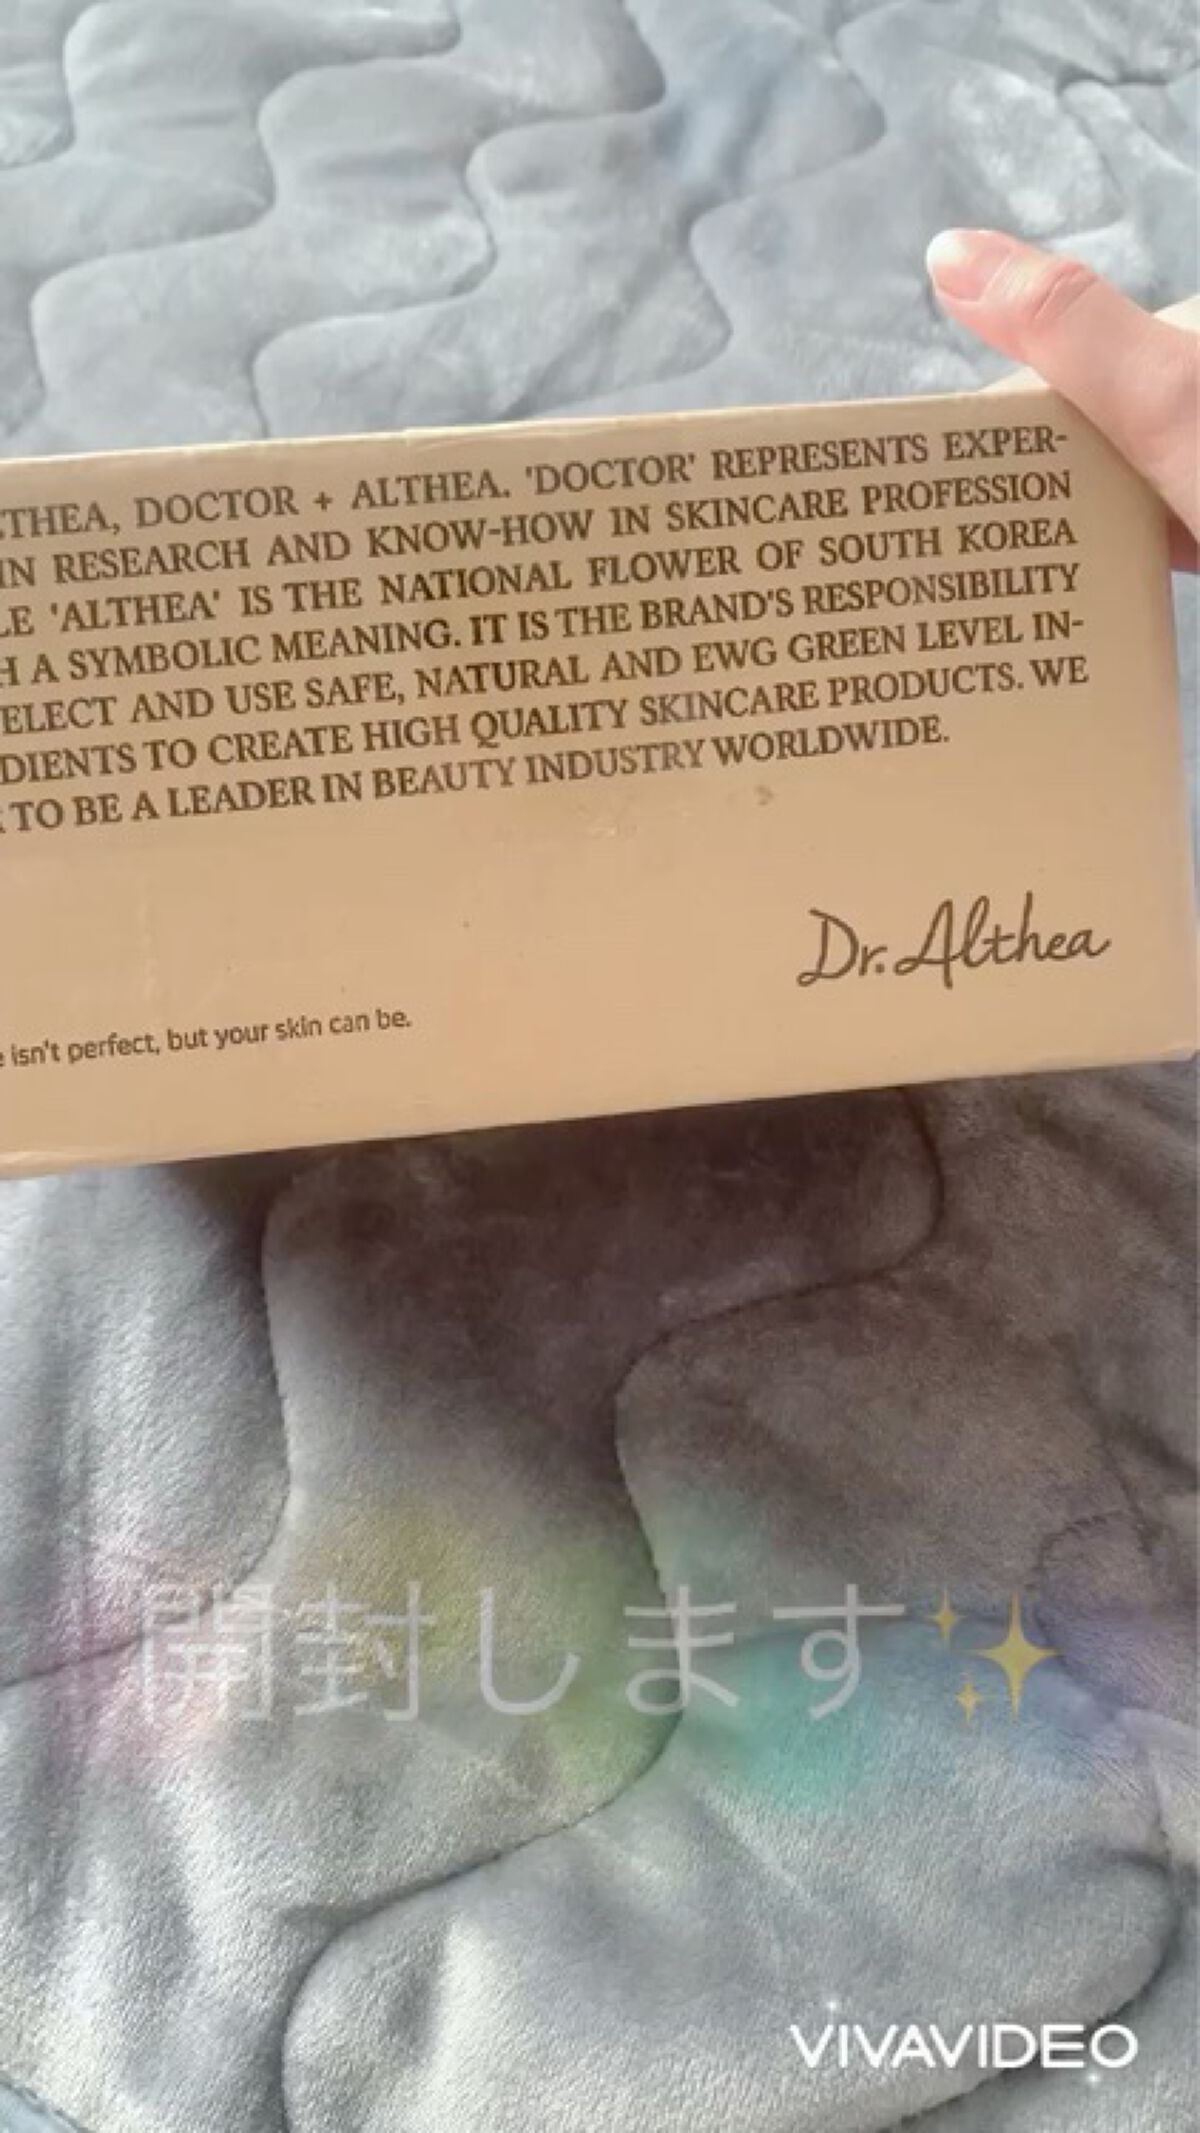 THEA, DOCTOR + ALTHEA. 'DOCTOR' REPRESENTS EXPER-
IN RESEARCH AND KNOW-HOW IN SKINCARE PROFESSION
LE 'ALTHEA' IS THE NATIONAL FLOWER OF SOUTH KOREA
H A SYMBOLIC MEANING. IT IS THE BRAND'S RESPONSIBILITY
ELECT AND USE SAFE, NATURAL AND EWG GREEN LEVEL IN-
DIENTS TO CREATE HIGH QUALITY SKINCARE PRODUCTS. WE
TO BE A LEADER IN BEAUTY INDUSTRY WORLDWIDE.
Dr. Althea
e isn't perfect, but your skin can be.
開封します✨
VIVAVIDEO